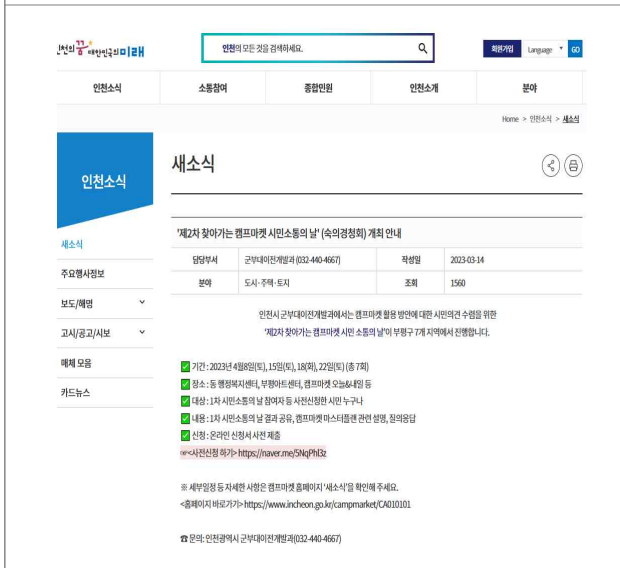 인천의 꿈 대한민국의 미래
인천의 모든 것을 검색하세요.
회원가입 Language GO
인천소식 소통참여 종합민원 인천소개 분야
Home > 인천소식 > 새소식
인천소식
새소식
주요행사정보
보도/해명
고시/공고/시보
매체 모음
카드뉴스
새소식
'제2차 찾아가는 캠프마켓 시민소통의 날' (숙의경청회) 개최 안내
담당부서 군부대이전개발과 (032-440-4667) 작성일 2023-03-14
분야 도시·주택·토지 조회 1560
인천시 군부대이전개발과에서는 캠프마켓 활용 방안에 대한 시민의견 수렴을 위한
'제2차 찾아가는 캠프마켓 시민 소통의 날'이 부평구 7개 지역에서 진행합니다.
✅ 기간 : 2023년 4월8일(토), 15일(토), 18(화), 22일(토) (총 7회)
✅ 장소 : 동 행정복지센터, 부평아트센터, 캠프마켓 오늘&내일 등
✅ 대상 : 1차 시민소통의 날 참여자 등 사전신청한 시민 누구나
✅ 내용 : 1차 시민소통의 날 결과 공유, 캠프마켓 마스터플랜 관련 설명, 질의응답
✅ 신청 : 온라인 신청서 사전 제출
☞<사전신청 하기> https://naver.me/5NqPhl3z
※ 세부일정 등 자세한 사항은 캠프마켓 홈페이지 '새소식'을 확인해 주세요.
<홈페이지 바로가기> https://www.incheon.go.kr/campmarket/CA010101
☎ 문의: 인천광역시 군부대이전개발과(032-440-4667)